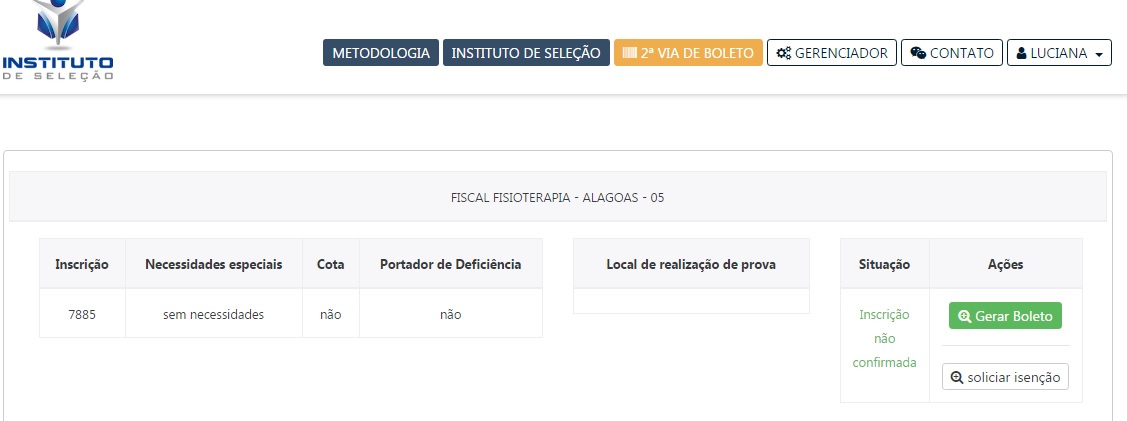 INSTITUTO
DE SELEÇÃO
METODOLOGIA INSTITUTO DE SELEÇÃO 2ª VIA DE BOLETO GERENCIADOR CONTATO LUCIANA
FISCAL FISIOTERAPIA - ALAGOAS - 05
Inscrição Necessidades especiais Cota Portador de Deficiência Local de realização de prova Situação Ações
7885 sem necessidades não não Inscrição não confirmada Gerar Boleto
soliciar isenção